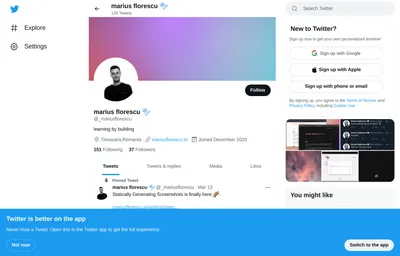 marius florescu
120 Tweets
Search Twitter
Explore
Settings
New to Twitter?
Sign up now to get your own personalized timeline!
Sign up with Google
Sign up with Apple
Sign up with phone or email
By signing up, you agree to the Terms of Service and
Privacy Policy, including Cookie Use.
Follow
marius florescu
@_mariusflorescu
learning by building
Timisoara, Romania
mariusflorescu.io
Joined December 2020
151 Following
37 Followers
Tweets
Tweets & replies
Media
Likes
Pinned Tweet
marius florescu @_mariusflorescu · Mar 13
Statically Generating Screenshots is finally here
You might like
Twitter is better on the app
Never miss a Tweet. Open this in the Twitter app to get the full experience.
Not now
Switch to the app